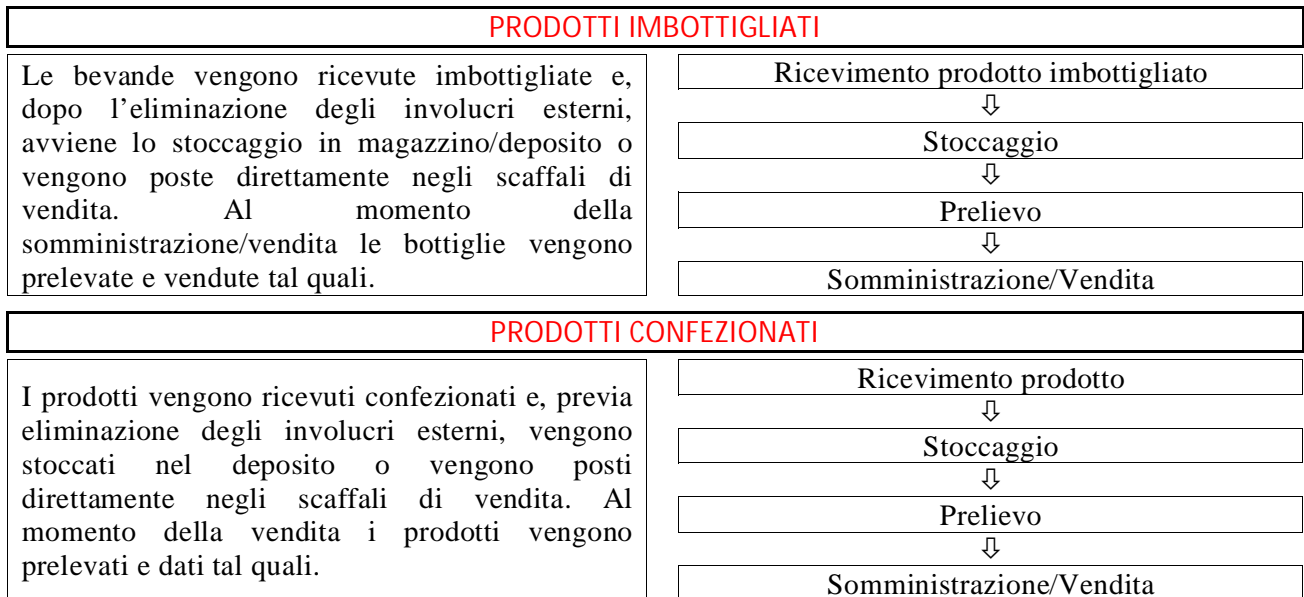 PRODOTTI IMBOTTIGLIATI
Le bevande vengono ricevute imbottigliate e,
dopo l’eliminazione degli involucri esterni,
avviene lo stoccaggio in magazzino/deposito o
vengono poste direttamente negli scaffali di
vendita. Al momento della
somministrazione/vendita le bottiglie vengono
prelevate e vendute tal quali.
Ricevimento prodotto imbottigliato
⇩
Stoccaggio
⇩
Prelievo
⇩
Somministrazione/Vendita
PRODOTTI CONFEZIONATI
I prodotti vengono ricevuti confezionati e, previa
eliminazione degli involucri esterni, vengono
stoccati nel deposito o vengono posti
direttamente negli scaffali di vendita. Al
momento della vendita i prodotti vengono
prelevati e dati tal quali.
Ricevimento prodotto
⇩
Stoccaggio
⇩
Prelievo
⇩
Somministrazione/Vendita